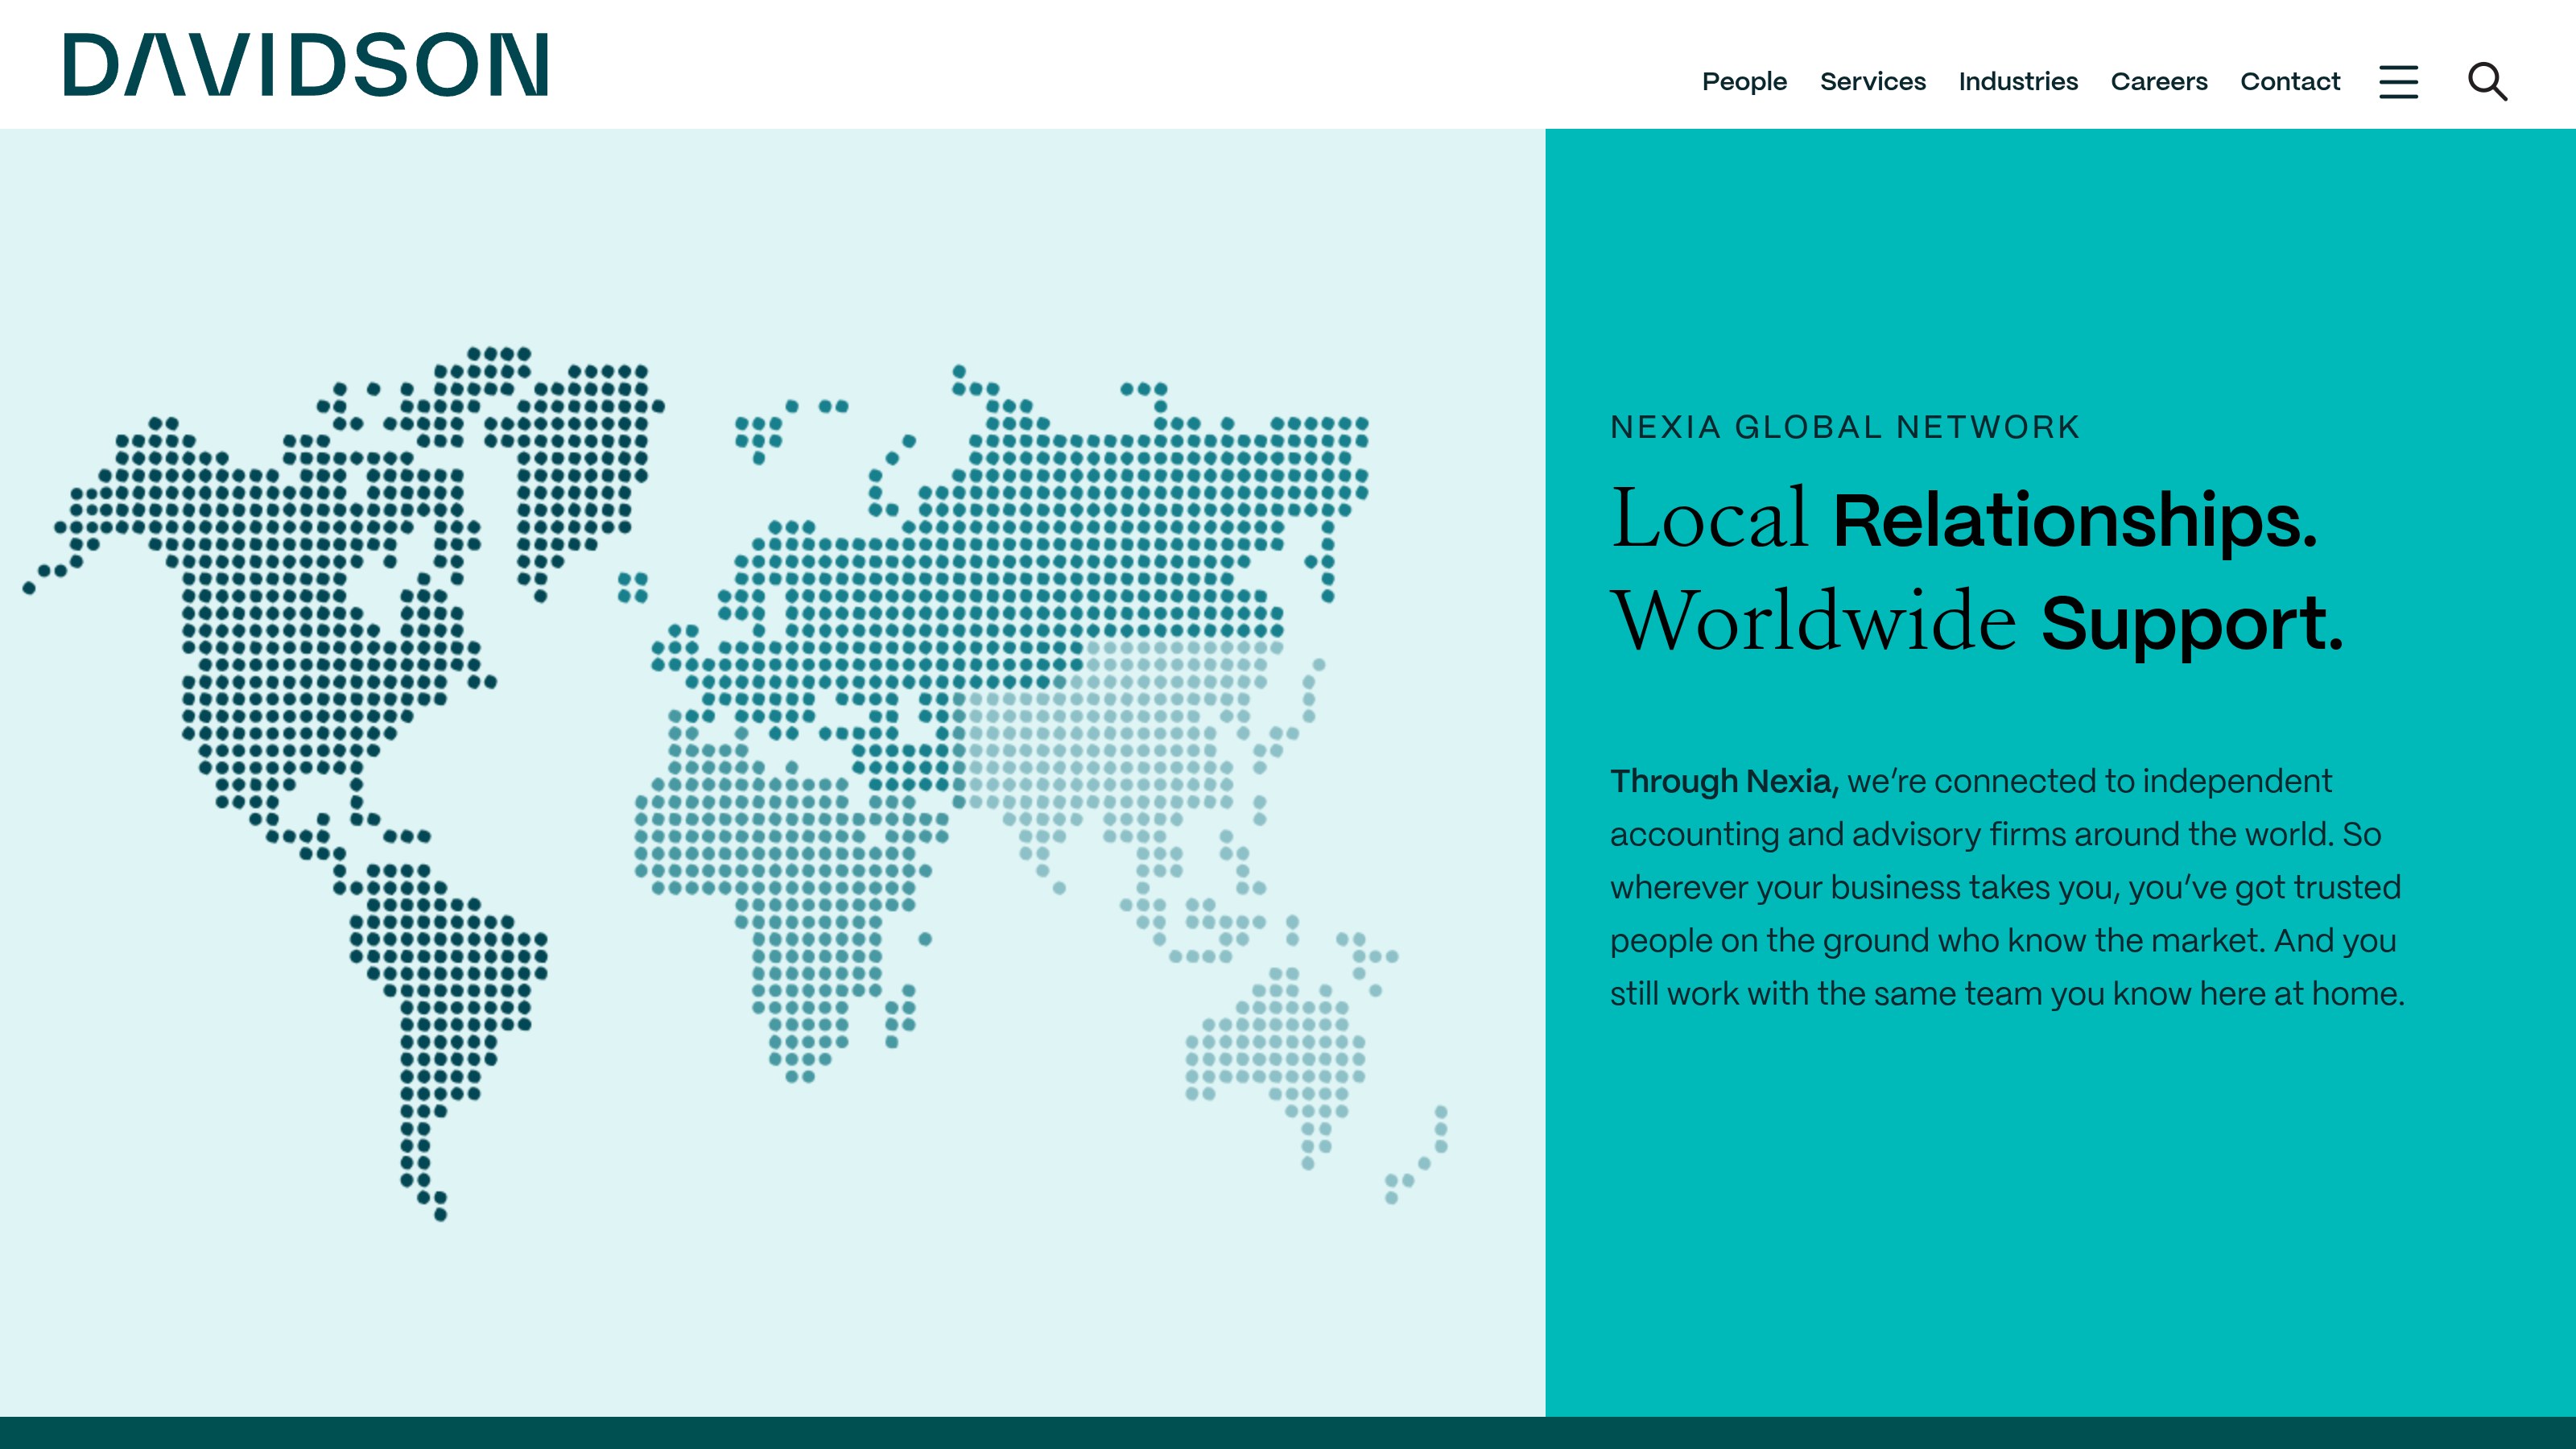 DAVIDSON
People Services Industries Careers Contact
NEXIA GLOBAL NETWORK
Local Relationships.
Worldwide Support.
Through Nexia, we’re connected to independent
accounting and advisory firms around the world. So
wherever your business takes you, you’ve got trusted
people on the ground who know the market. And you
still work with the same team you know here at home.